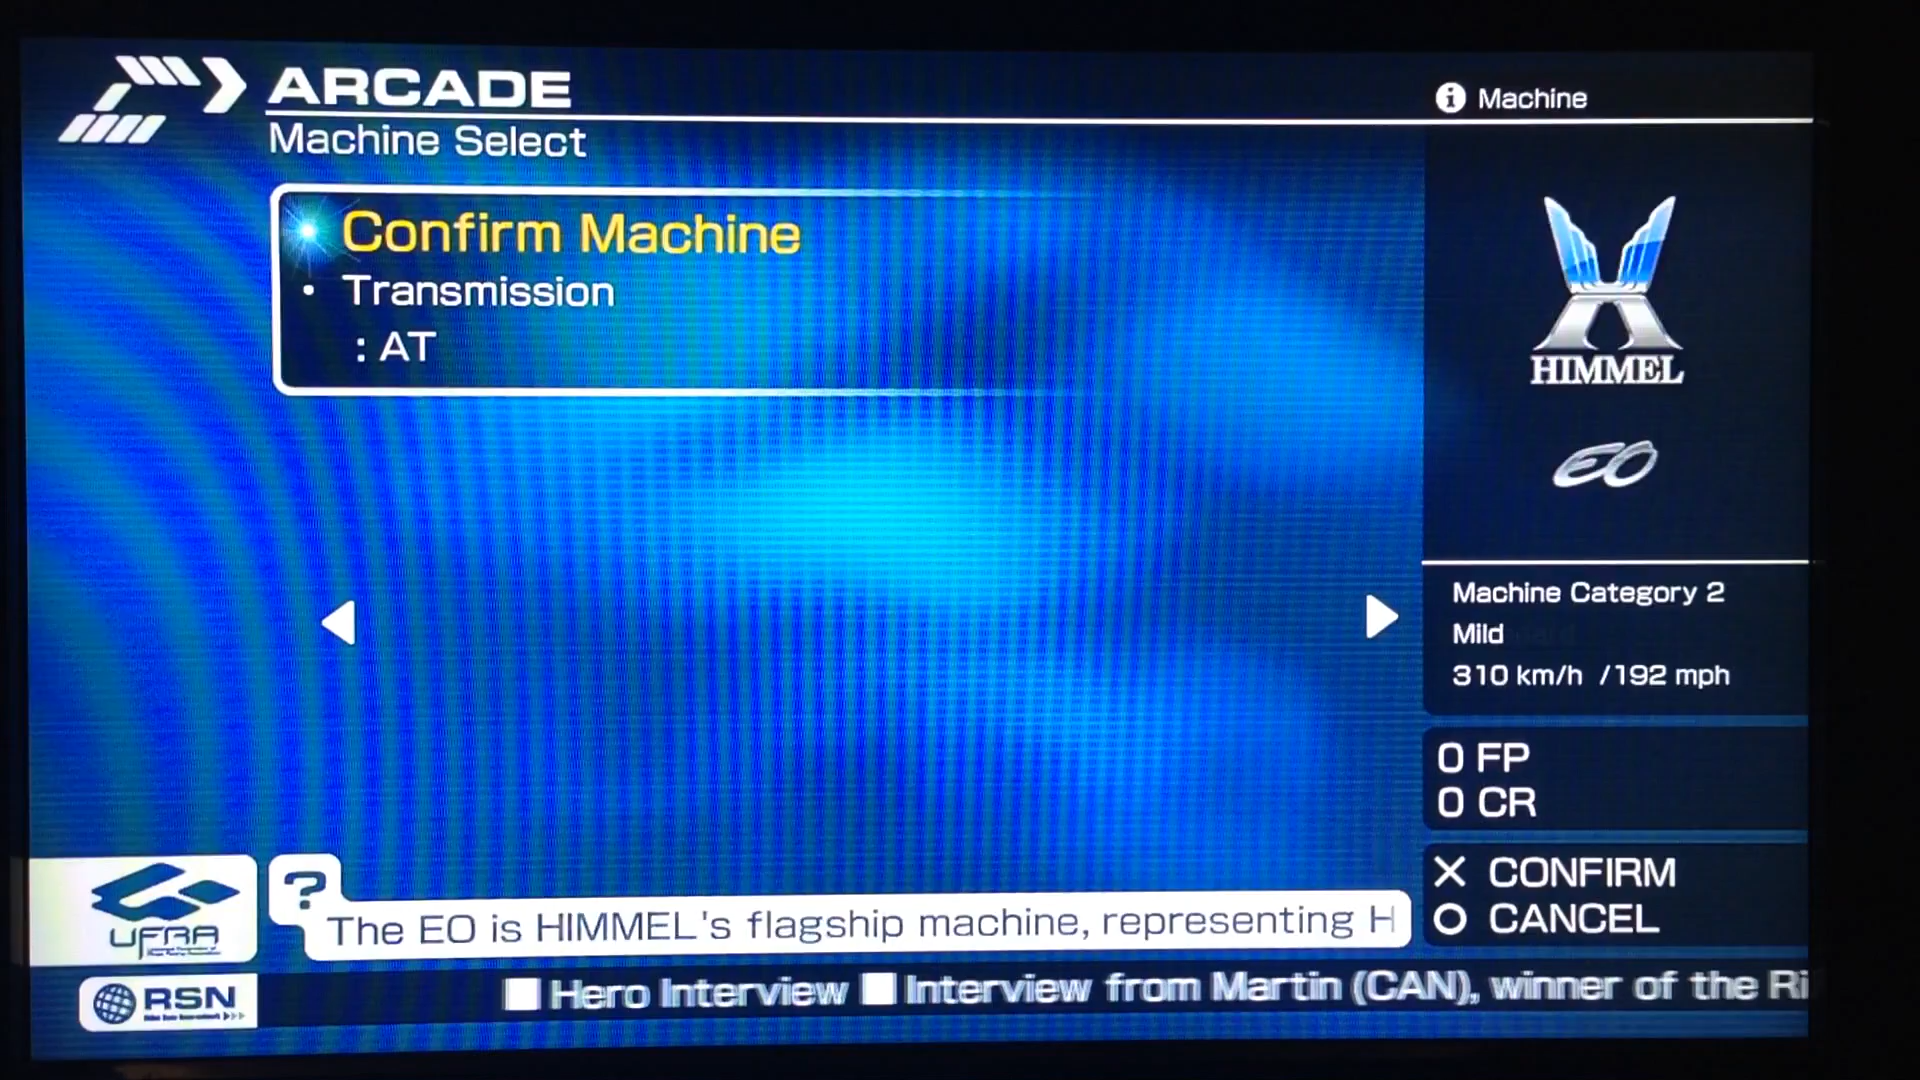 ARCADE
Machine Select
Machine
Confirm Machine
• Transmission
: AT
HIMMEL
EO
Machine Category 2
Mild
310 km/h /192 mph
0 FP
0 CR
X CONFIRM
O CANCEL
UFRA
?
The EO is HIMMEL's flagship machine, representing H
RSN
Hero Interview Interview from Martin (CAN), winner of the Ri